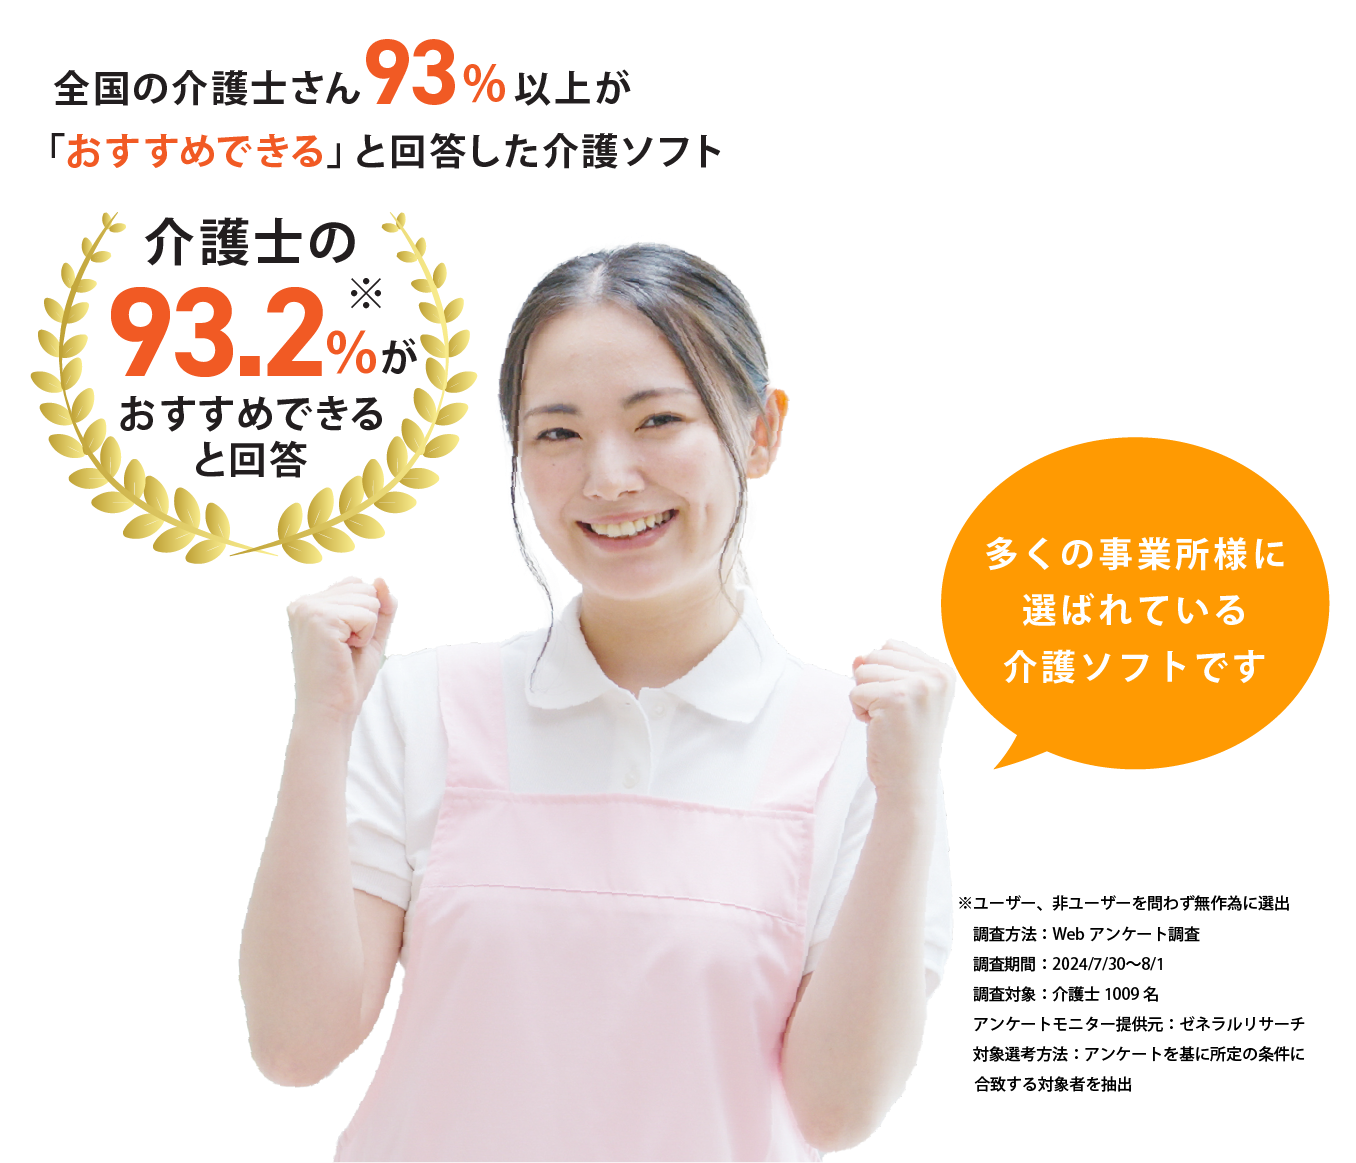 全国の介護士さん93%以上が
「おすすめできる」と回答した介護ソフト
介護士の
93.2%※が
おすすめできる
と回答
多くの事業所様に
選ばれている
介護ソフトです
※ユーザー、非ユーザーを問わず無作為に選出
調査方法：Webアンケート調査
調査期間：2024/7/30〜8/1
調査対象：介護士1009名
アンケートモニター提供元：ゼネラルリサーチ
対象選考方法：アンケートを基に所定の条件に
合致する対象者を抽出